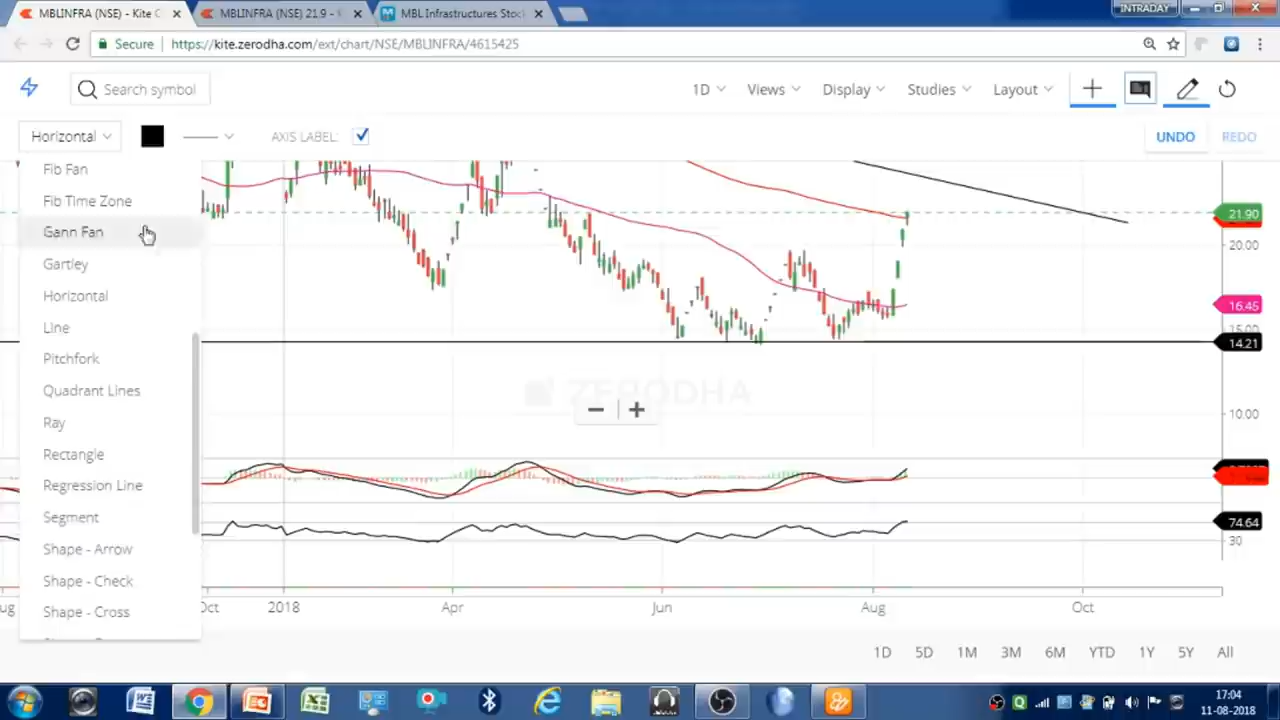 MBLINFRA (NSE) - Kite C
MBLINFRA (NSE) 21.9 -
MBL Infrastructures Stoc
INTRADAY
Secure
https://kite.zerodha.com/ext/chart/NSE/MBLINFRA/4615425
Search symbol
1D
Views
Display
Studies
Layout
Horizontal
AXIS LABEL:
UNDO
REDO
Fib Fan
Fib Time Zone
Gann Fan
Gartley
Horizontal
Line
Pitchfork
Quadrant Lines
Ray
Rectangle
Regression Line
Segment
Shape - Arrow
Shape - Check
Shape - Cross
21.90
20.00
16.45
15.00
14.21
10.00
74.64
30
ZERODHA
Oct
2018
Apr
Jun
Aug
Oct
1D 5D 1M 3M 6M YTD 1Y 5Y All
17:04
11-08-2018